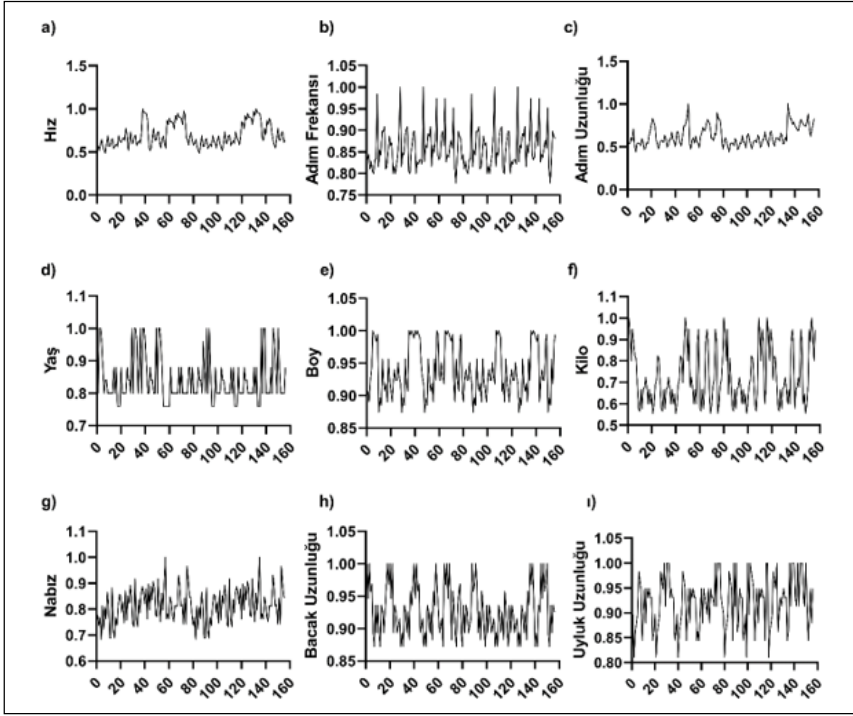 a)
Hız
1.5
1.0
0.5
0.0
0 20 40 60 80 100 120 140 160
b)
Adım Frekansı
1.05
1.00
0.95
0.90
0.85
0.80
0.75
0 20 40 60 80 100 120 140 160
c)
Adım Uzunluğu
1.5
1.0
0.5
0.0
0 20 40 60 80 100 120 140 160
d)
Yaş
1.1
1.0
0.9
0.8
0.7
0 20 40 60 80 100 120 140 160
e)
Boy
1.05
1.00
0.95
0.90
0.85
0 20 40 60 80 100 120 140 160
f)
Kilo
1.1
1.0
0.9
0.8
0.7
0.6
0.5
0 20 40 60 80 100 120 140 160
g)
Nabız
1.1
1.0
0.9
0.8
0.7
0.6
0 20 40 60 80 100 120 140 160
h)
Bacak Uzunluğu
1.05
1.00
0.95
0.90
0.85
0 20 40 60 80 100 120 140 160
ı)
Uyluk Uzunluğu
1.05
1.00
0.95
0.90
0.85
0.80
0 20 40 60 80 100 120 140 160